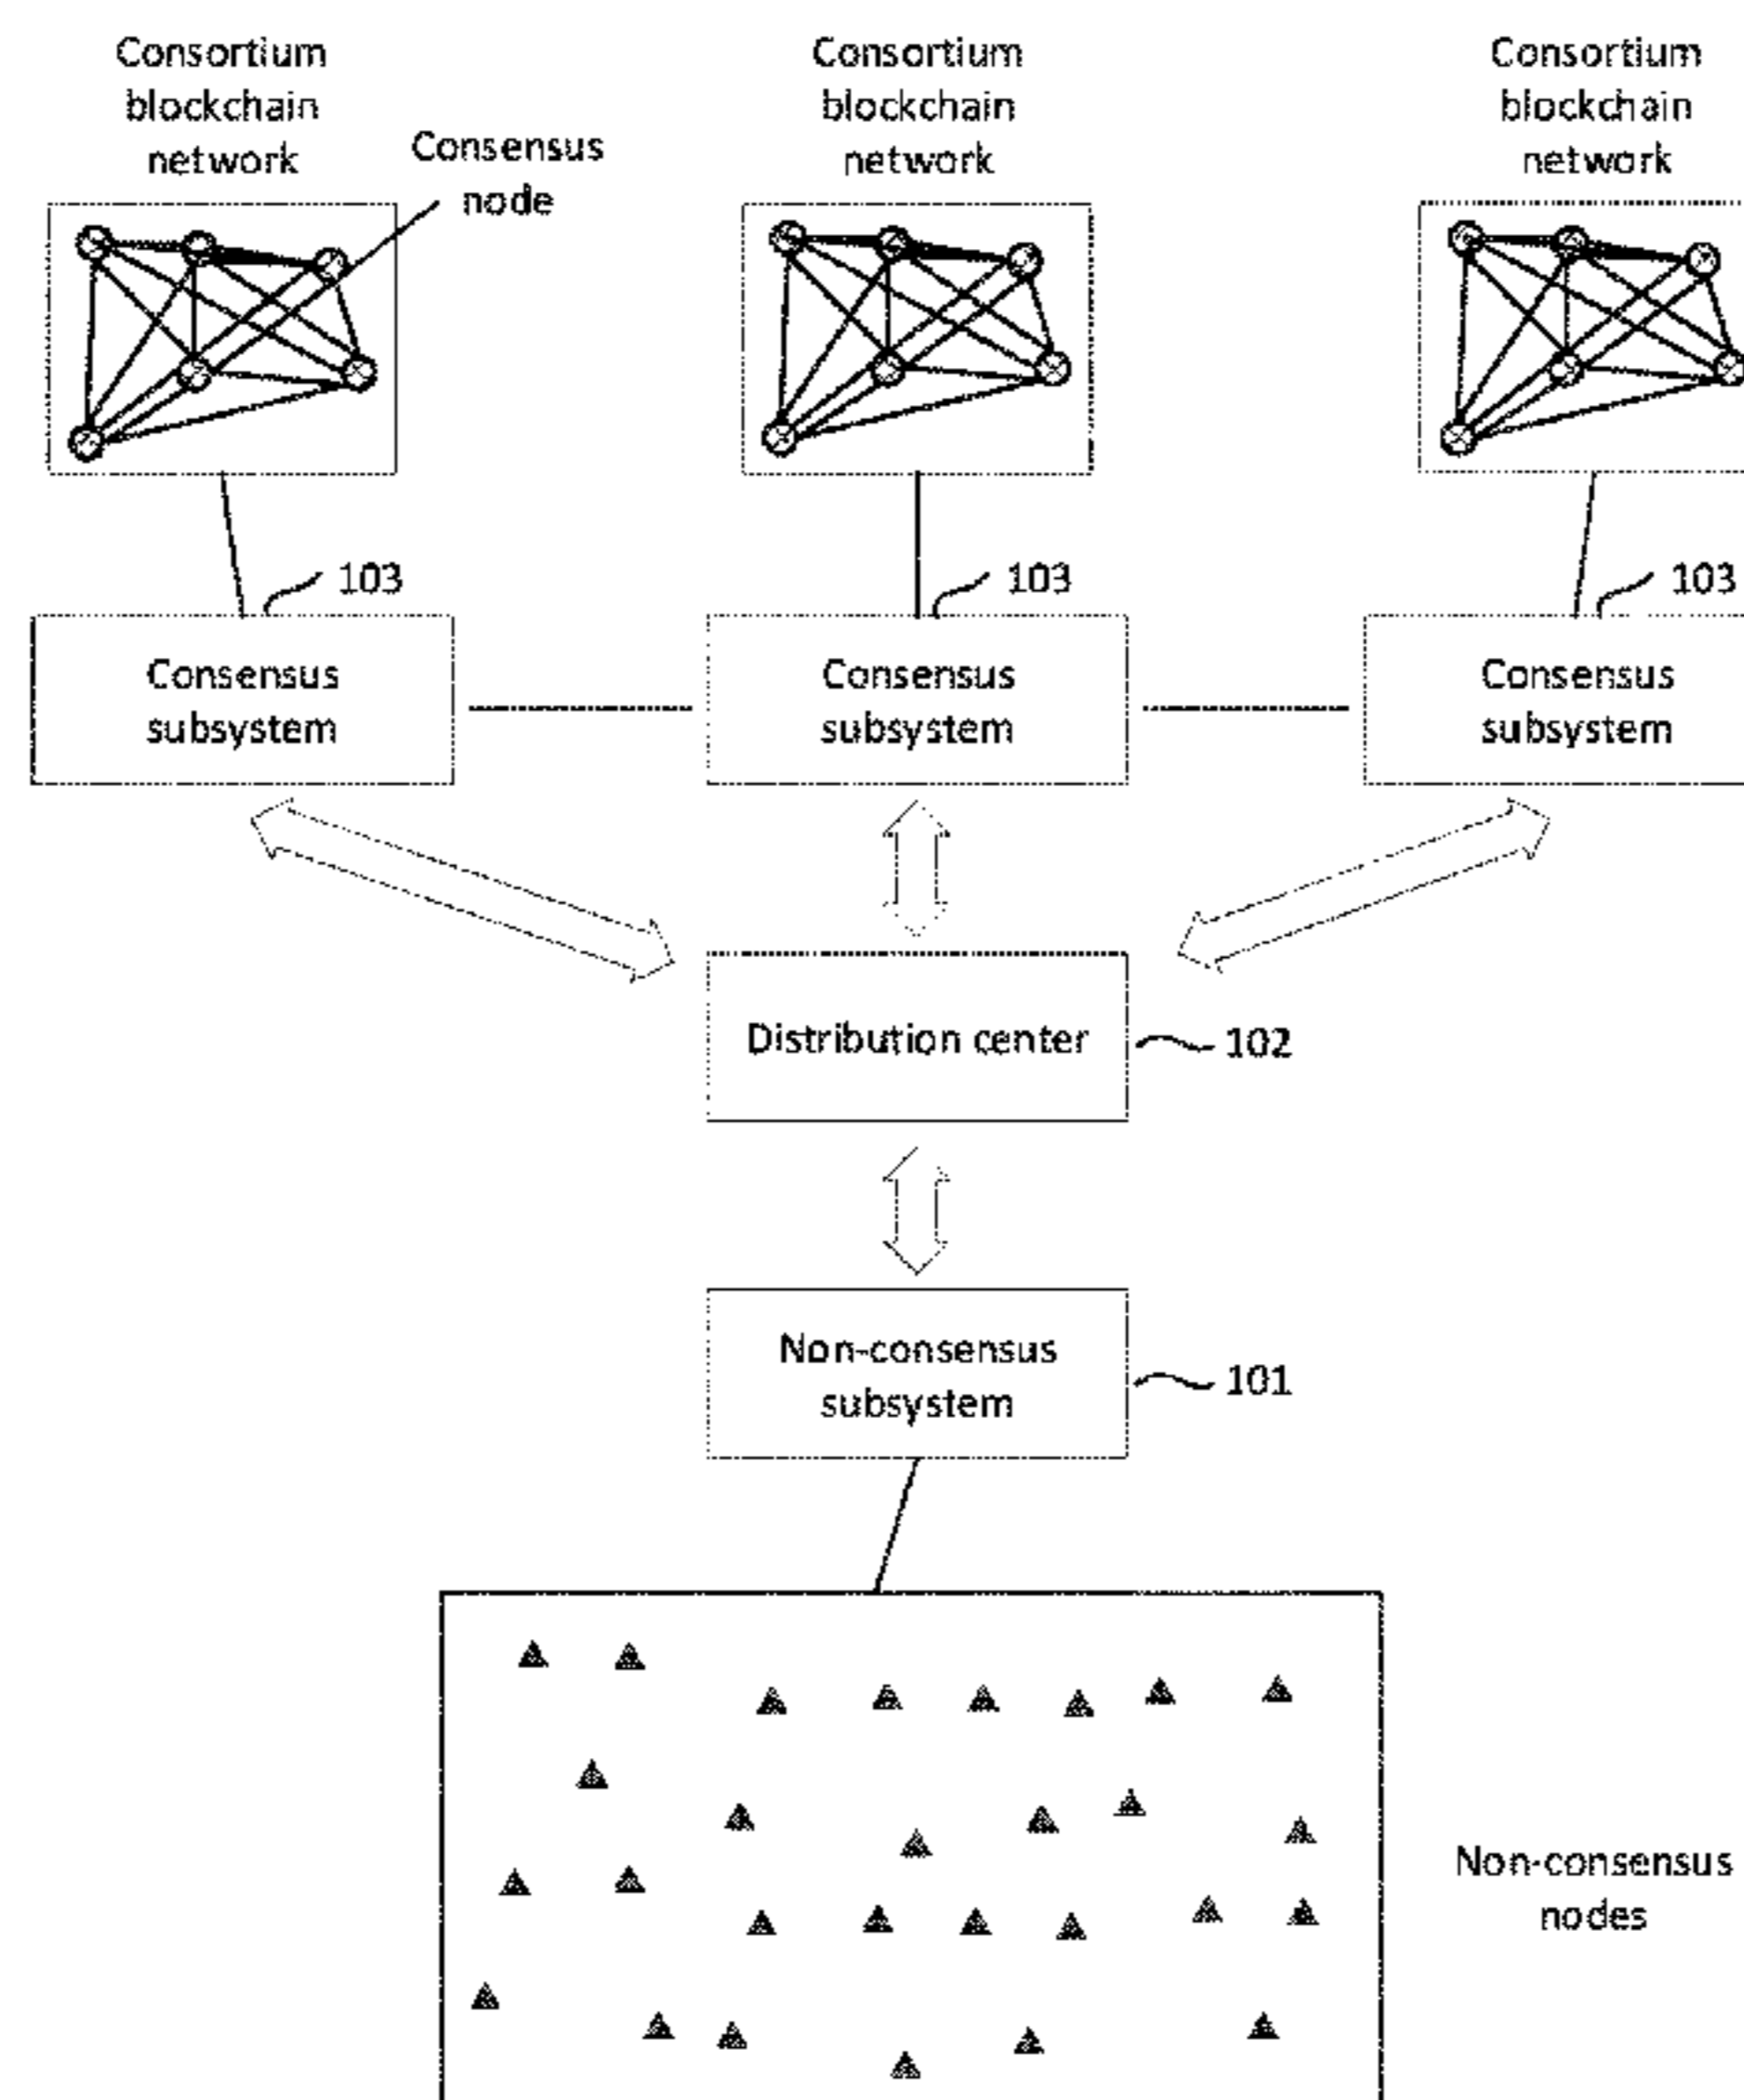 Consortium
blockchain
network
Consensus
node
Consortium
blockchain
network
Consortium
blockchain
network
103
103
103
Consensus
subsystem
Consensus
subsystem
Consensus
subsystem
Distribution center
102
Non-consensus
subsystem
101
Non-consensus
nodes